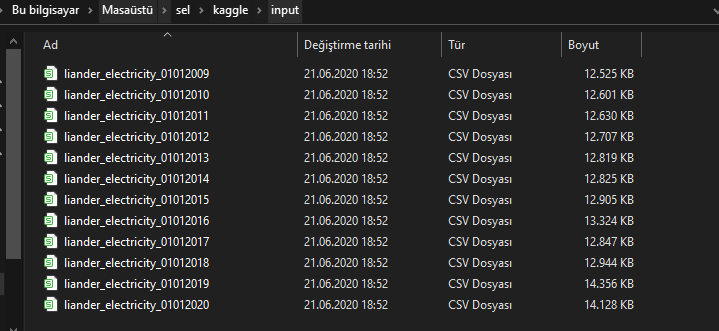 Bu bilgisayar > Masaüstü > sel > kaggle > input
Ad Değiştirme tarihi Tür Boyut
liander_electricity_01012009 21.06.2020 18:52 CSV Dosyası 12.525 KB
liander_electricity_01012010 21.06.2020 18:52 CSV Dosyası 12.601 KB
liander_electricity_01012011 21.06.2020 18:52 CSV Dosyası 12.630 KB
liander_electricity_01012012 21.06.2020 18:52 CSV Dosyası 12.707 KB
liander_electricity_01012013 21.06.2020 18:52 CSV Dosyası 12.819 KB
liander_electricity_01012014 21.06.2020 18:52 CSV Dosyası 12.825 KB
liander_electricity_01012015 21.06.2020 18:52 CSV Dosyası 12.905 KB
liander_electricity_01012016 21.06.2020 18:52 CSV Dosyası 13.324 KB
liander_electricity_01012017 21.06.2020 18:52 CSV Dosyası 12.847 KB
liander_electricity_01012018 21.06.2020 18:52 CSV Dosyası 12.944 KB
liander_electricity_01012019 21.06.2020 18:52 CSV Dosyası 14.356 KB
liander_electricity_01012020 21.06.2020 18:52 CSV Dosyası 14.128 KB